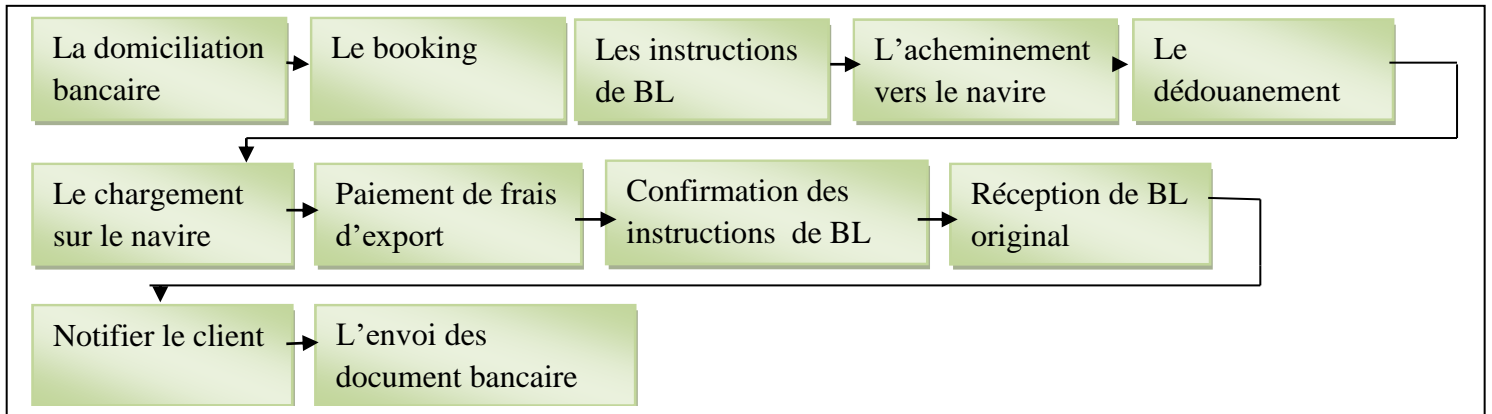 La domiciliation
bancaire
Le booking
Les instructions
de BL
L'acheminement
vers le navire
Le
dédouanement
Le chargement
sur le navire
Paiement de frais
d'export
Confirmation des
instructions de BL
Réception de BL
original
Notifier le client
L'envoi des
document bancaire